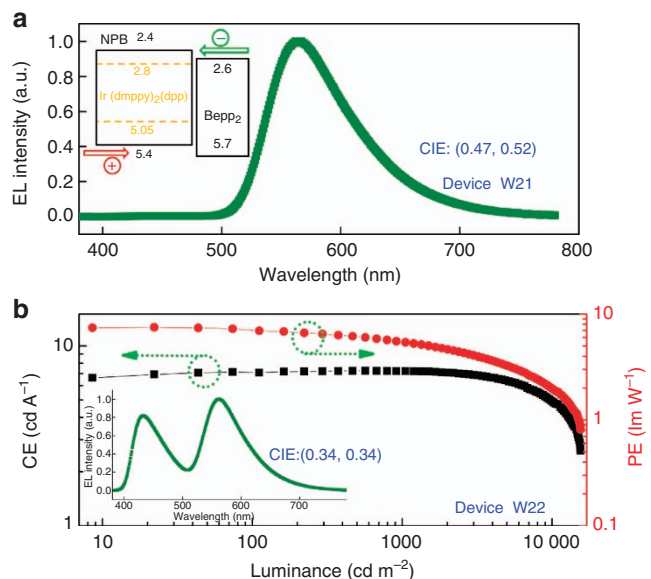 a
EL intensity (a.u.)
1.0
0.8
0.6
0.4
0.2
0.0
NPB 2.4
−
2.8
2.6
Ir (dmppy)2(dpp)
Bepp2
5.05
5.7
5.4
+
CIE: (0.47, 0.52)
Device W21
400 500 600 700 800
Wavelength (nm)
b
CE (cd A−1)
10
1
PE (lm W−1)
10
1
0.1
EL intensity (a.u.)
1.0
0.8
0.6
0.4
0.2
0.0
CIE:(0.34, 0.34)
400 500 600 700
Wavelength (nm)
Device W22
10 100 1000 10 000
Luminance (cd m−2)